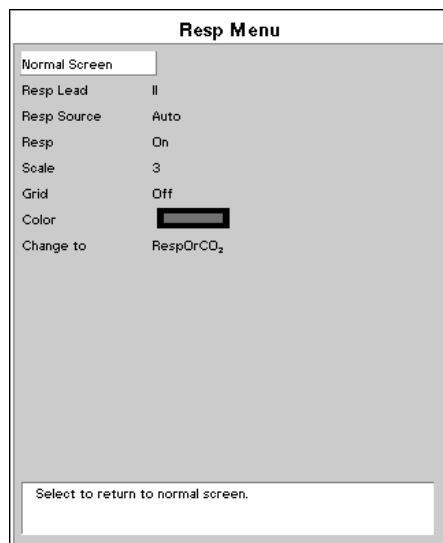 Resp Menu
Normal Screen
Resp Lead II
Resp Source Auto
Resp On
Scale 3
Grid Off
Color
Change to RespOrCO₂
Select to return to normal screen.